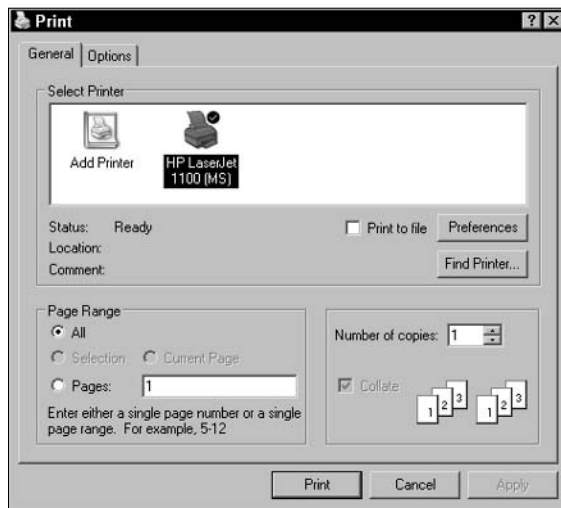 Print
General Options
Select Printer
Add Printer
HP LaserJet
1100 (MS)
Status: Ready
Location:
Comment:
Print to file
Preferences
Find Printer...
Page Range
All
Selection Current Page
Pages: 1
Enter either a single page number or a single
page range. For example, 5-12
Number of copies: 1
Collate
1 2 3 1 2 3
Print Cancel Apply